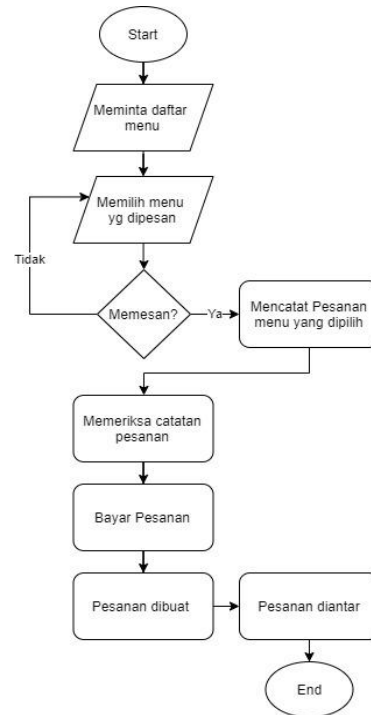 Start
Meminta daftar
menu
Memilih menu
yg dipesan
Tidak
Memesan?
Ya
Mencatat Pesanan
menu yang dipilih
Memeriksa catatan
pesanan
Bayar Pesanan
Pesanan dibuat
Pesanan diantar
End